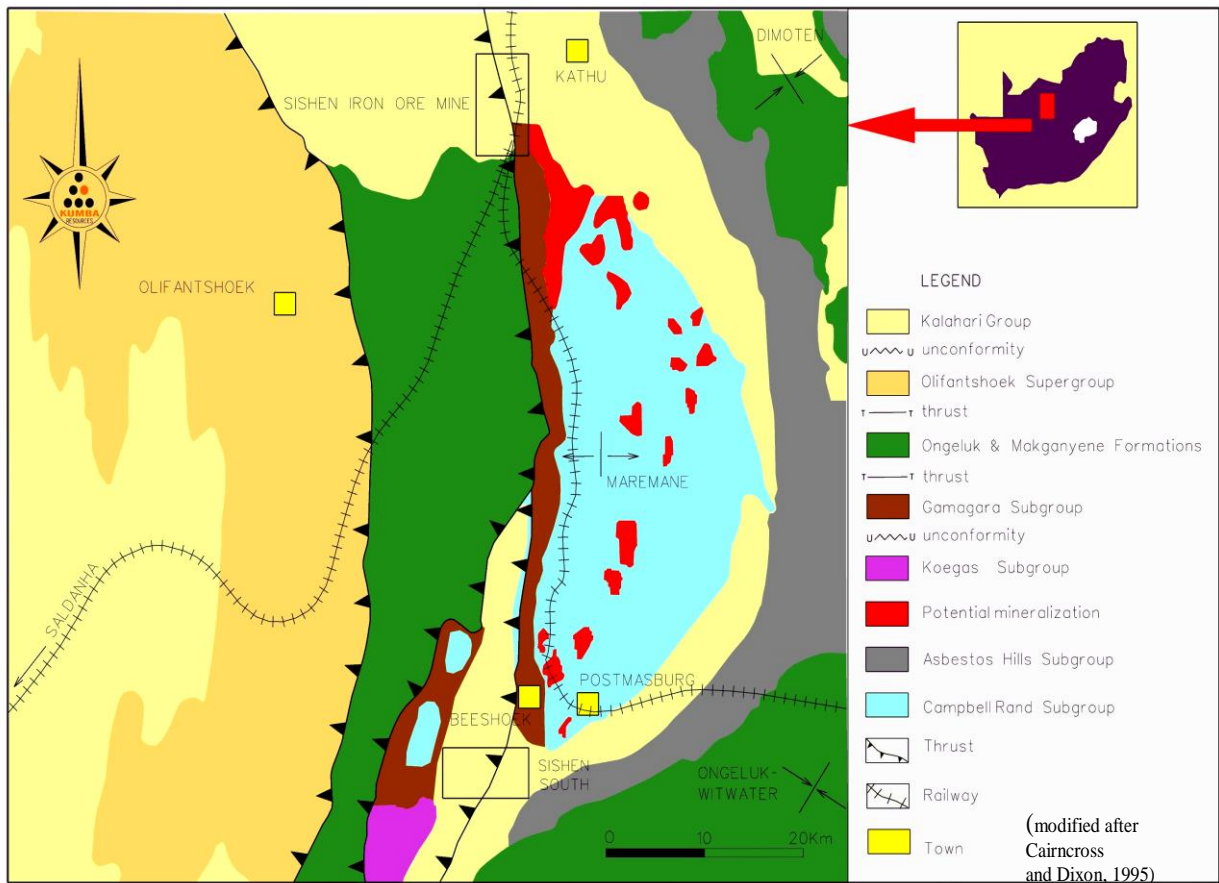 DIMOTEN
KATHU
SISHEN IRON ORE MINE
KUMBA
RESOURCES
OLIFANTSHOEK
MAREMANE
SALDANHA
POSTMASBURG
BEESHOEK
SISHEN
SOUTH
ONGELUK-
WITWATER
0 10 20Km
LEGEND
Kalahari Group
U U unconformity
Olifantshoek Supergroup
T T thrust
Ongeluk & Makganyene Formations
T T thrust
Gamagara Subgroup
U U unconformity
Koegas Subgroup
Potential mineralization
Asbestos Hills Subgroup
Campbell Rand Subgroup
Thrust
Railway
Town
(modified after
Cairncross
and Dixon, 1995)